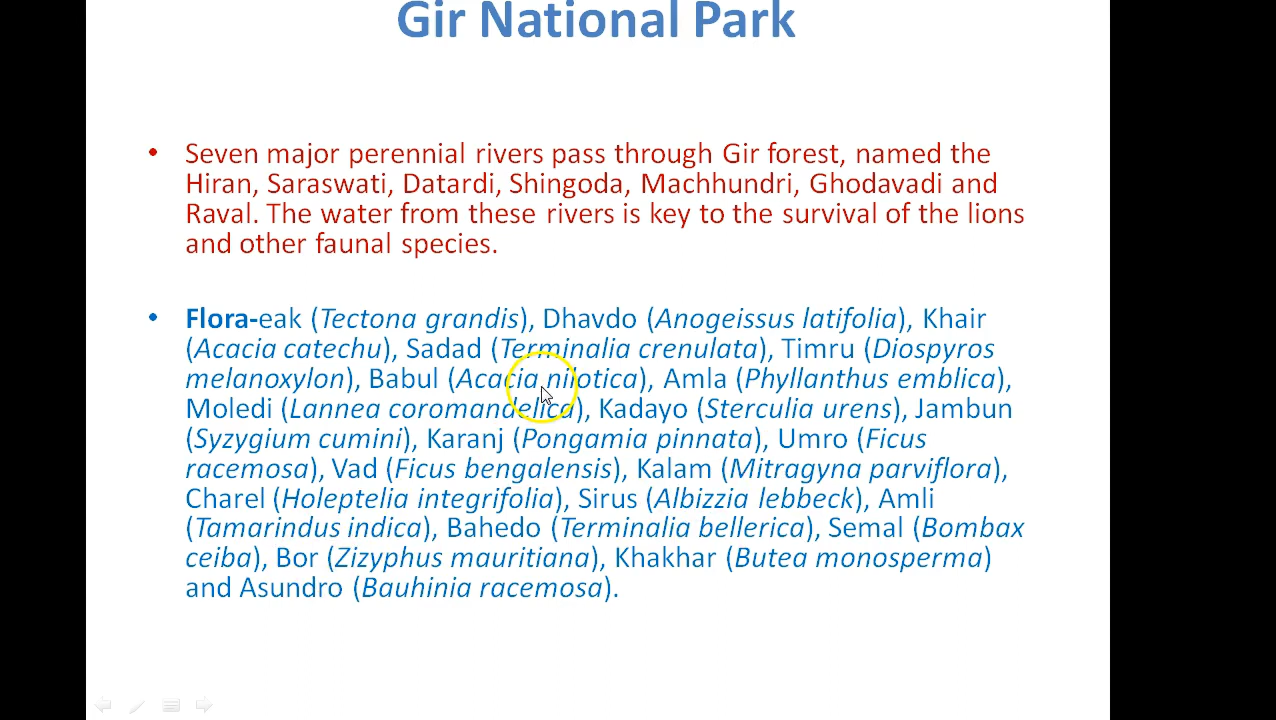 Gir National Park
• Seven major perennial rivers pass through Gir forest, named the
Hiran, Saraswati, Datardi, Shingoda, Machhundri, Ghodavadi and
Raval. The water from these rivers is key to the survival of the lions
and other faunal species.
• Flora-eak (Tectona grandis), Dhavdo (Anogeissus latifolia), Khair
(Acacia catechu), Sadad (Terminalia crenulata), Timru (Diospyros
melanoxylon), Babul (Acacia nilotica), Amla (Phyllanthus emblica),
Moledi (Lannea coromandelica), Kadayo (Sterculia urens), Jambun
(Syzygium cumini), Karanj (Pongamia pinnata), Umro (Ficus
racemosa), Vad (Ficus bengalensis), Kalam (Mitragyna parviflora),
Charel (Holeptelia integrifolia), Sirus (Albizzia lebbeck), Amli
(Tamarindus indica), Bahedo (Terminalia bellerica), Semal (Bombax
ceiba), Bor (Zizyphus mauritiana), Khakhar (Butea monosperma)
and Asundro (Bauhinia racemosa).